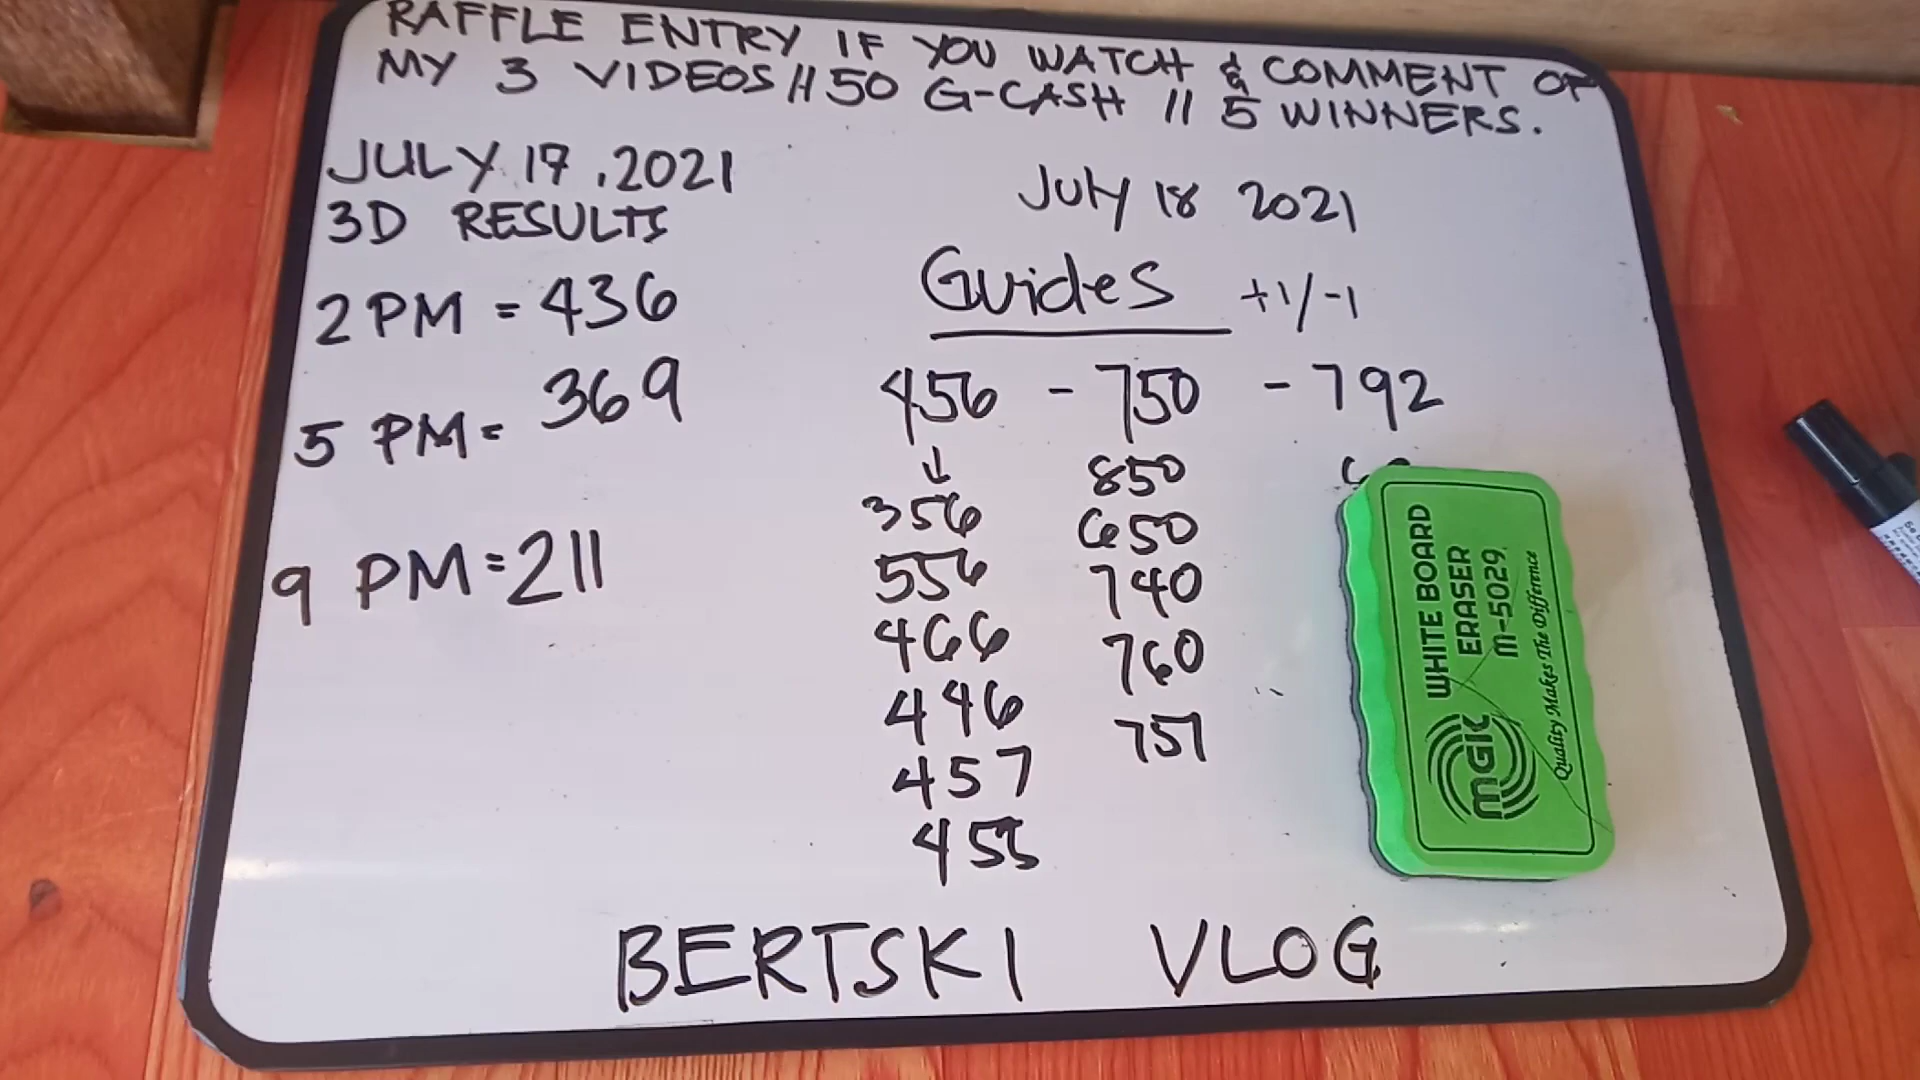 RAFFLE ENTRY IF YOU WATCH & COMMENT OF
MY 3 VIDEOS // 50 G-CASH // 5 WINNERS.
JULY 17, 2021
3D RESULTS
2 PM = 436
5 PM = 369
9 PM = 211
July 18 2021
Guides +1/-1
456 - 750 - 792
↓
356
556
466
446
457
455
850
650
740
760
751
WHITE BOARD
ERASER
M-5029
Quality Makes The Difference
MGK
BERTSKI VLOG